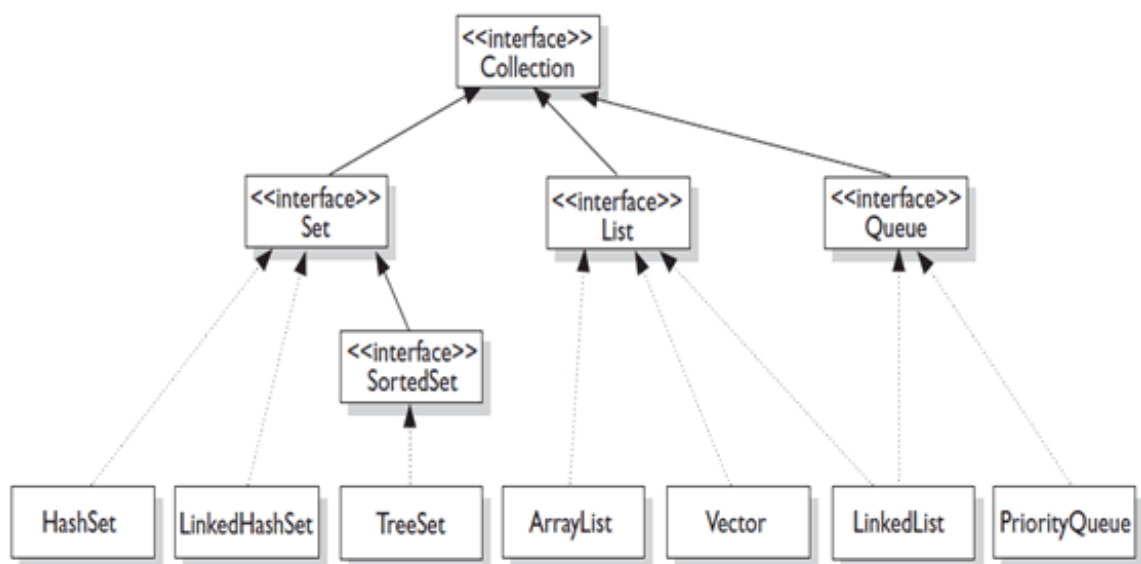 <<interface>>
Collection
<<interface>>
Set
<<interface>>
List
<<interface>>
Queue
<<interface>>
SortedSet
HashSet
LinkedHashSet
TreeSet
ArrayList
Vector
LinkedList
PriorityQueue